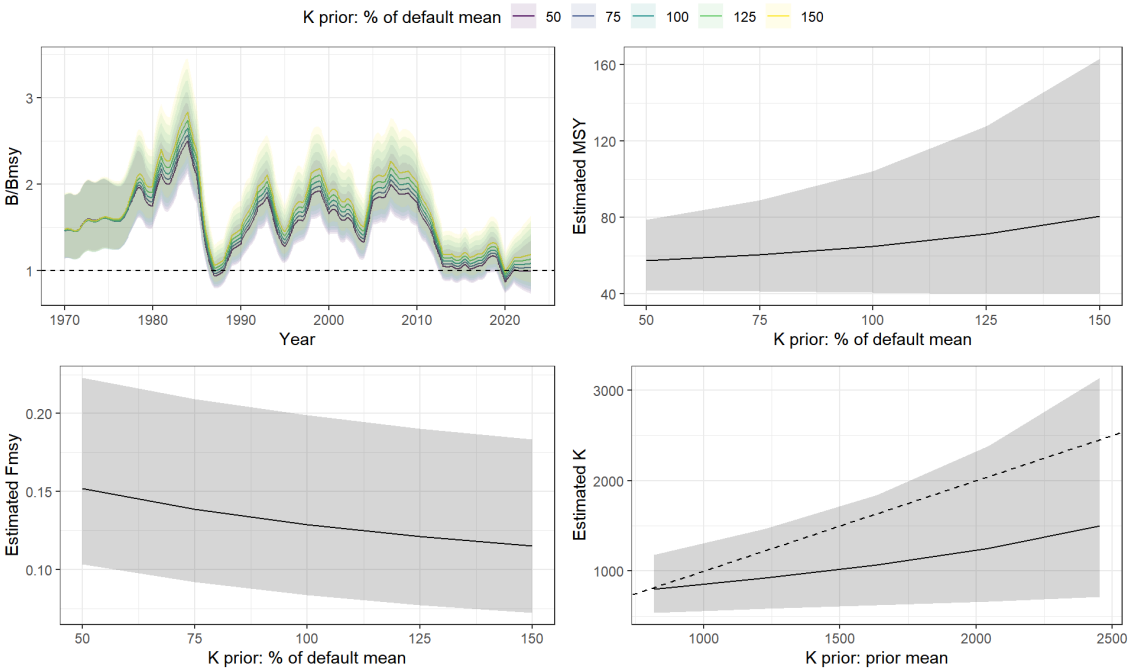 K prior: % of default mean 50 75 100 125 150
B/Bmsy
3
2
1
1970 1980 1990 2000 2010 2020
Year
Estimated MSY
160
120
80
40
50 75 100 125 150
K prior: % of default mean
Estimated Fmsy
0.20
0.15
0.10
50 75 100 125 150
K prior: % of default mean
Estimated K
3000
2000
1000
1000 1500 2000 2500
K prior: prior mean